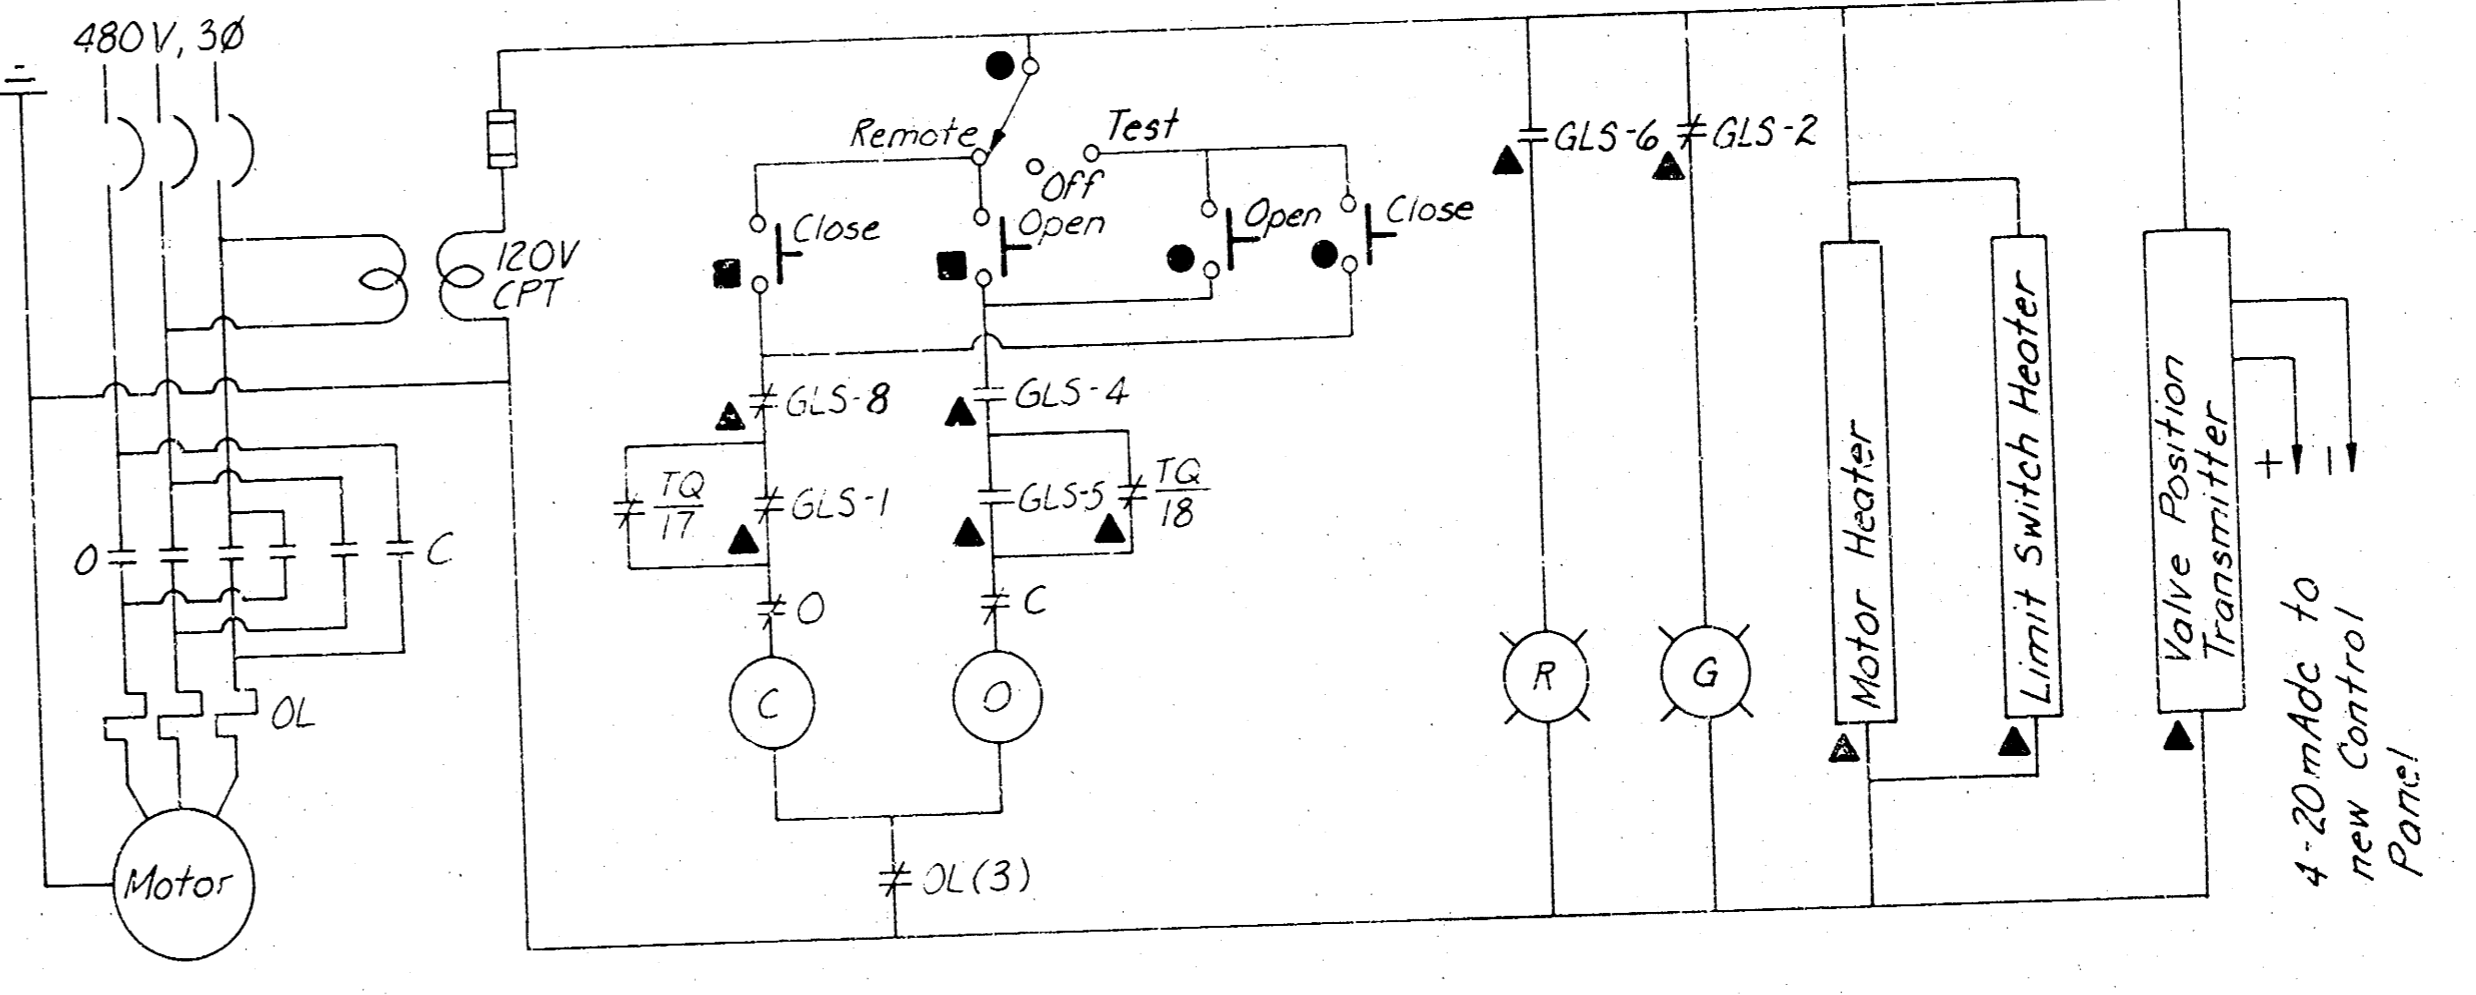 480V, 3Ø
Remote
Test
Off
Close
Open
Open
Close
GLS-6
GLS-2
120V
CPT
GLS-8
GLS-4
TQ
17
GLS-1
GLS-5
TQ
18
O
C
O
C
C
O
R
G
OL
OL(3)
Motor
Motor Heater
Limit Switch Heater
Valve Position
Transmitter
+
-
4-20mAdc to
new Control
Panel